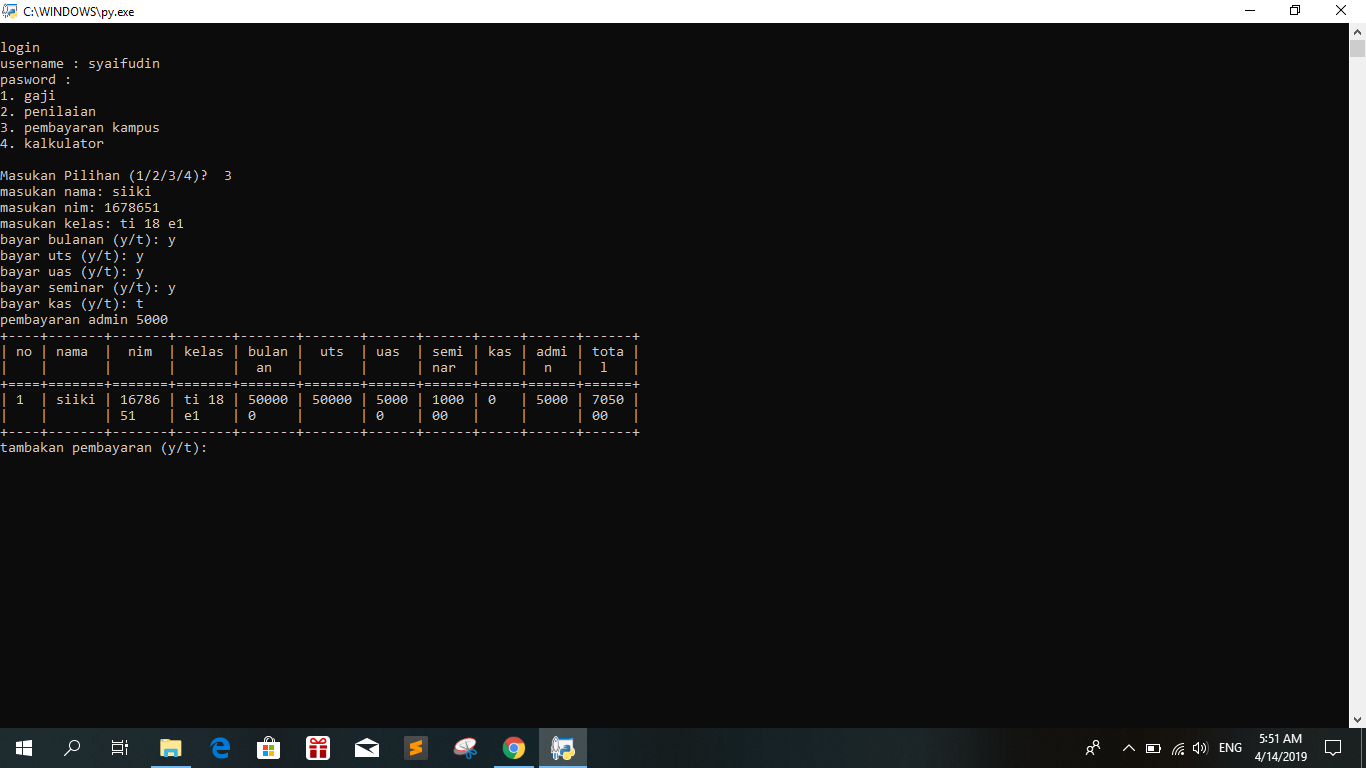 C:\WINDOWS\py.exe
login
username : syaifudin
pasword :
1. gaji
2. penilaian
3. pembayaran kampus
4. kalkulator
Masukan Pilihan (1/2/3/4)?  3
masukan nama: siiki
masukan nim: 1678651
masukan kelas: ti 18 e1
bayar bulanan (y/t): y
bayar uts (y/t): y
bayar uas (y/t): y
bayar seminar (y/t): y
bayar kas (y/t): t
pembayaran admin 5000
+----+-------+-------+-------+-------+-------+------+------+-----+------+------+
| no | nama  |  nim  | kelas | bulan |  uts  | uas  | semi | kas | admi | tota |
|    |       |       |       |  an   |       |      | nar  |     |  n   |  l   |
+====+=======+=======+=======+=======+=======+======+======+=====+======+======+
| 1  | siiki | 16786 | ti 18 | 50000 | 50000 | 5000 | 1000 | 0   | 5000 | 7050 |
|    |       | 51    | e1    | 0     |       | 0    | 00   |     |      | 00   |
+----+-------+-------+-------+-------+-------+------+------+-----+------+------+
tambakan pembayaran (y/t):
ENG
5:51 AM
4/14/2019